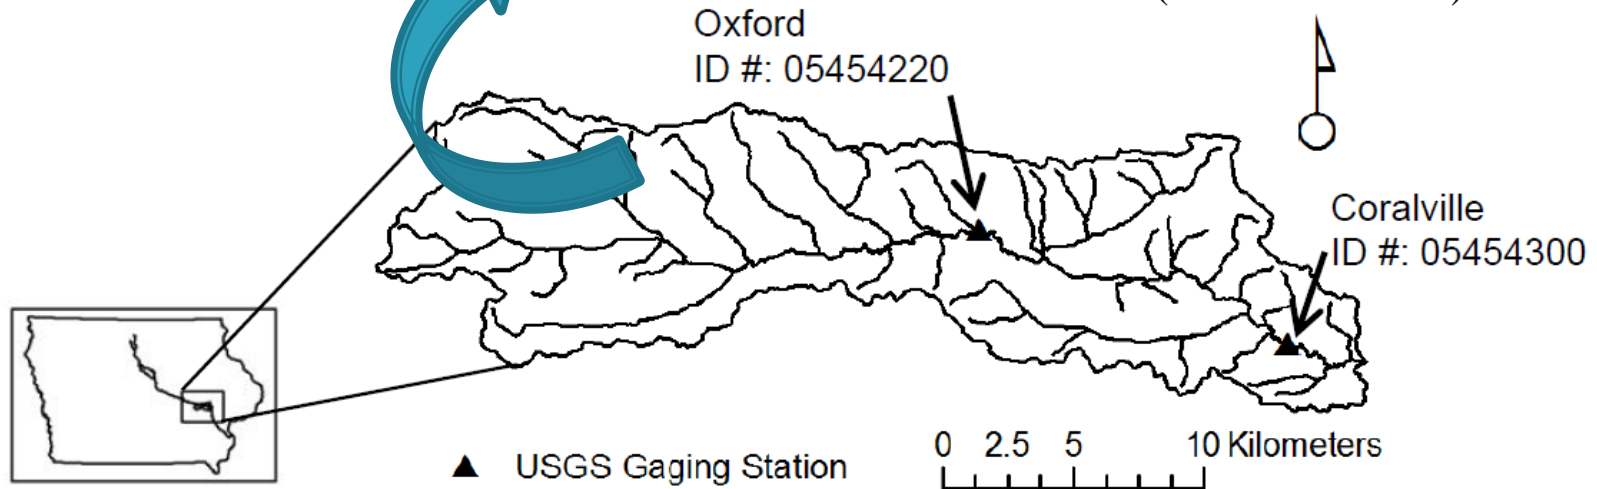 Oxford
ID #: 05454220
Coralville
ID #: 05454300
0 2.5 5 10 Kilometers
USGS Gaging Station